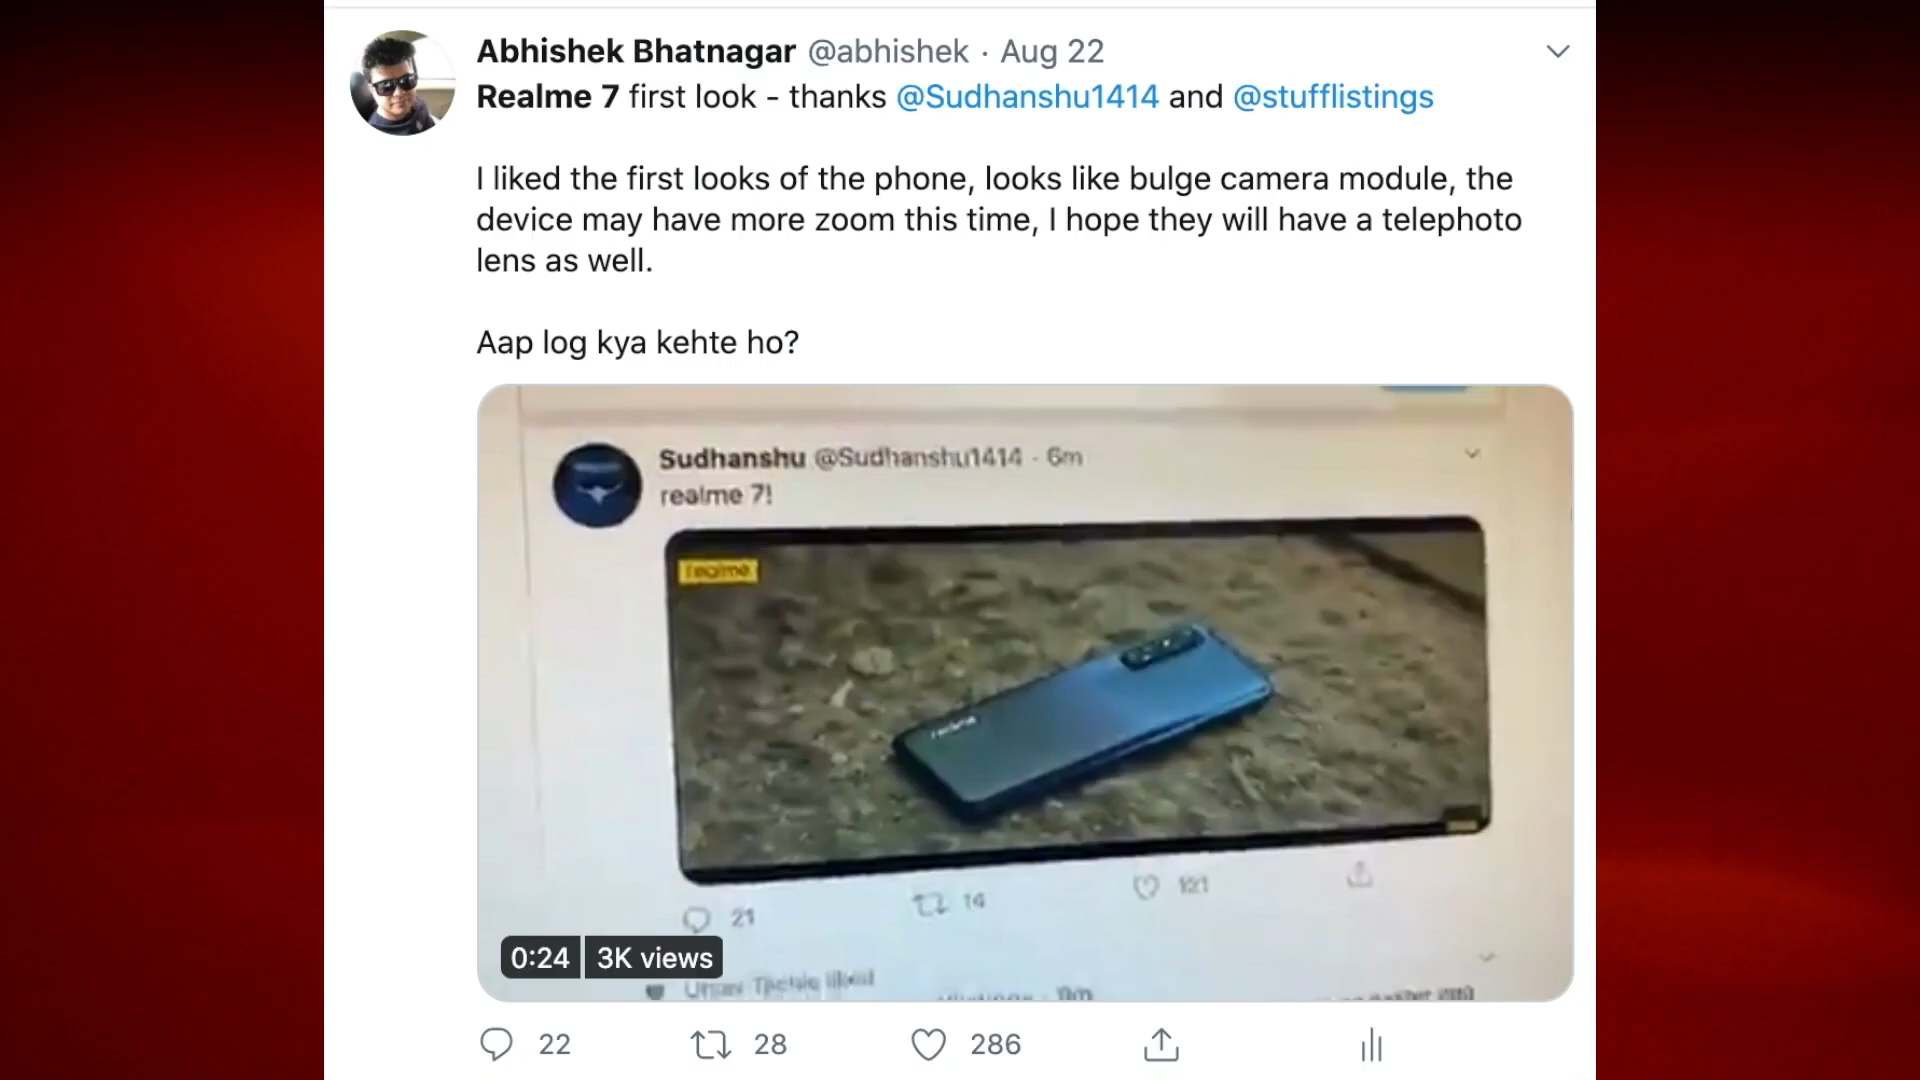 Abhishek Bhatnagar @abhishek · Aug 22
Realme 7 first look - thanks @Sudhanshu1414 and @stufflistings
I liked the first looks of the phone, looks like bulge camera module, the
device may have more zoom this time, I hope they will have a telephoto
lens as well.
Aap log kya kehte ho?
Sudhanshu @Sudhanshu1414 · 6m
realme 7!
realme
realme
21 14 121
0:24 3K views
liked
22 28 286